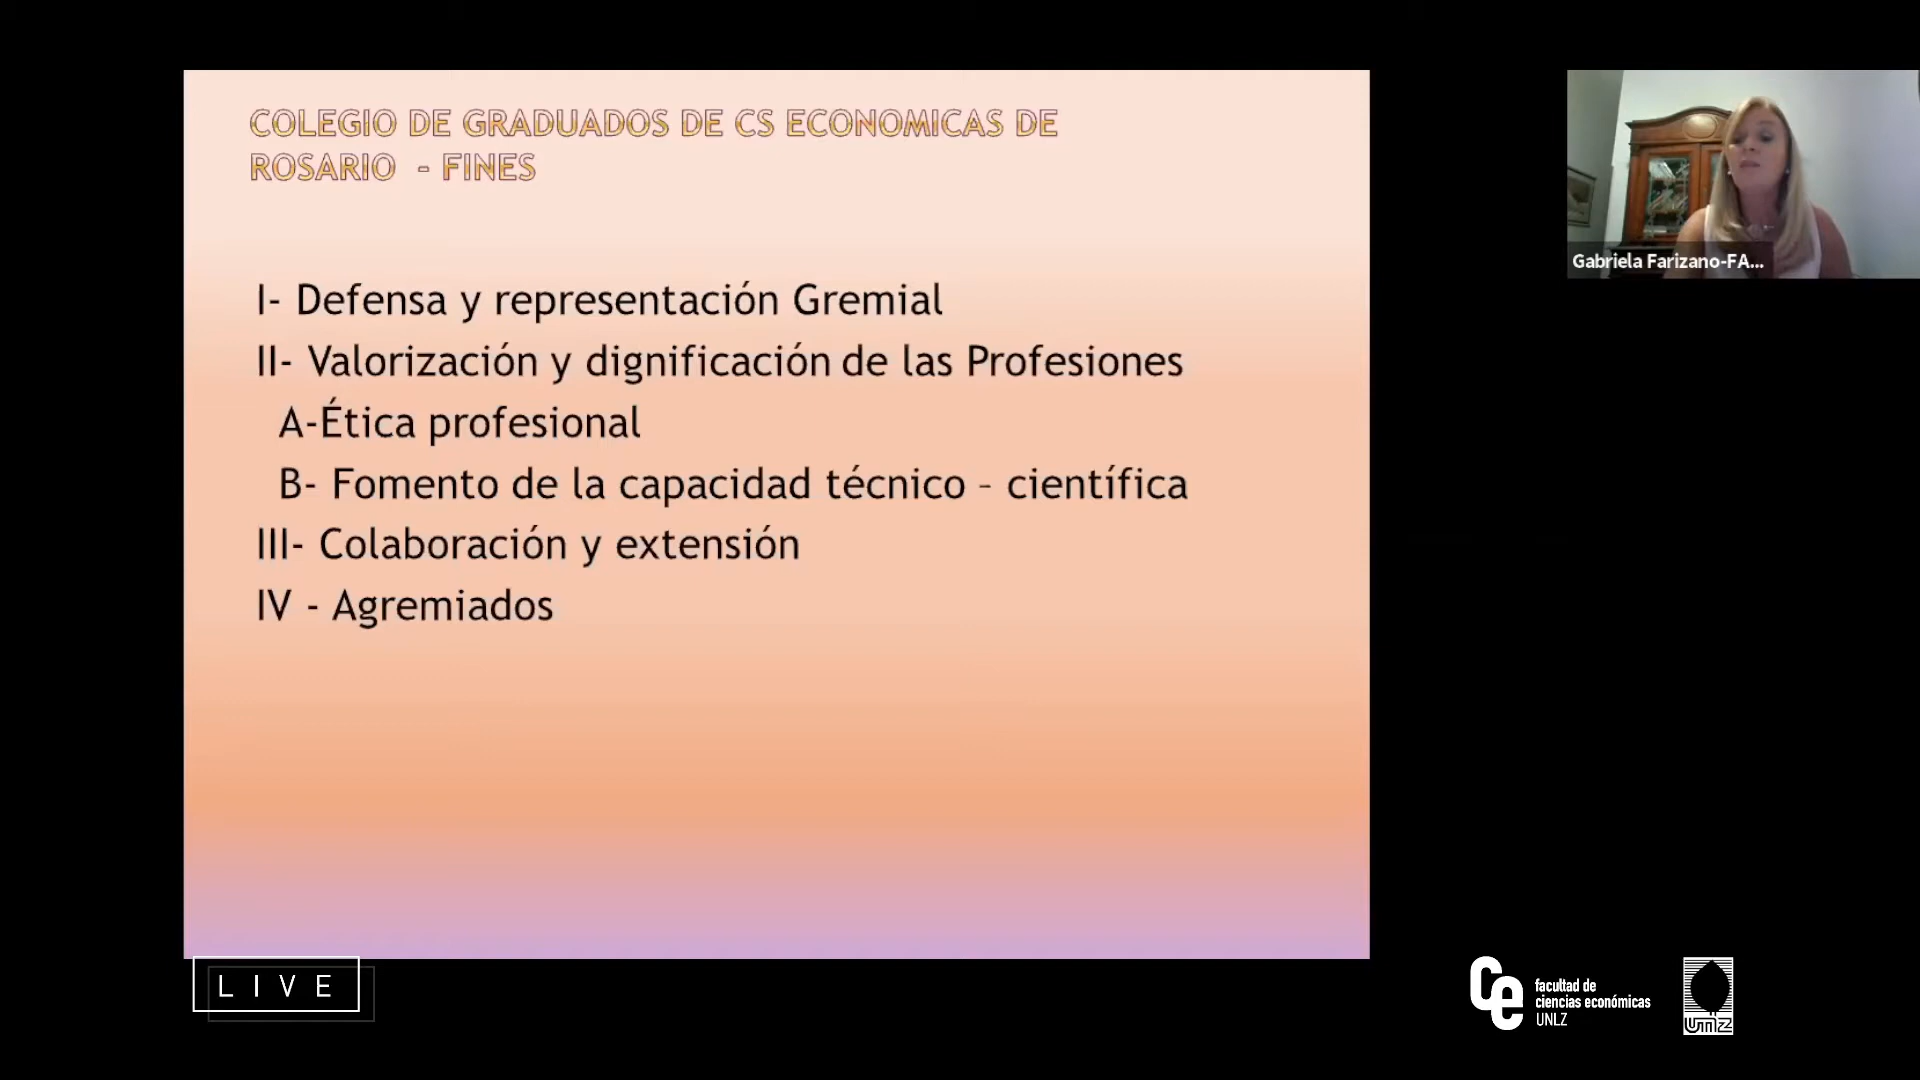 COLEGIO DE GRADUADOS DE CS ECONOMICAS DE
ROSARIO - FINES
I- Defensa y representación Gremial
II- Valorización y dignificación de las Profesiones
A-Ética profesional
B- Fomento de la capacidad técnico – científica
III- Colaboración y extensión
IV - Agremiados
Gabriela Farizano-FA...
LIVE
ce
facultad de
ciencias económicas
UNLZ
unlz